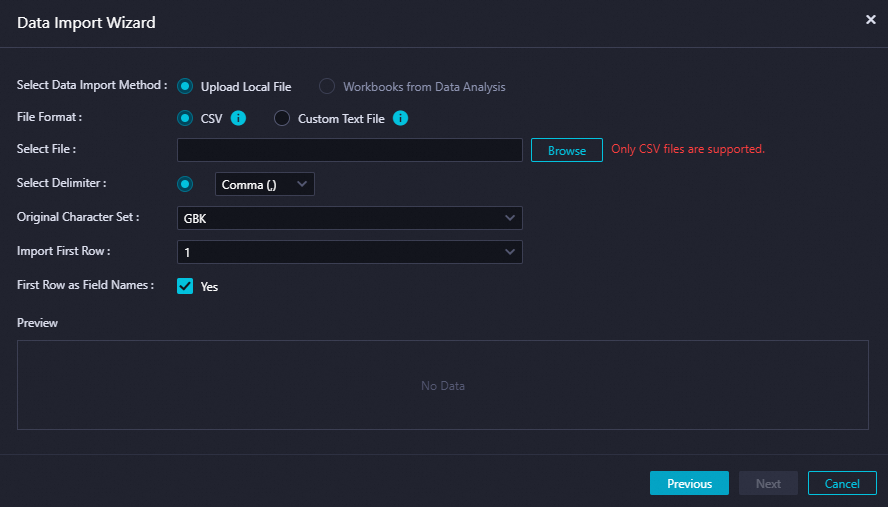 Data Import Wizard
Select Data Import Method : Upload Local File Workbooks from Data Analysis
File Format : CSV Custom Text File
Select File : Browse Only CSV files are supported.
Select Delimiter : Comma (,)
Original Character Set : GBK
Import First Row : 1
First Row as Field Names : Yes
Preview
No Data
Previous Next Cancel